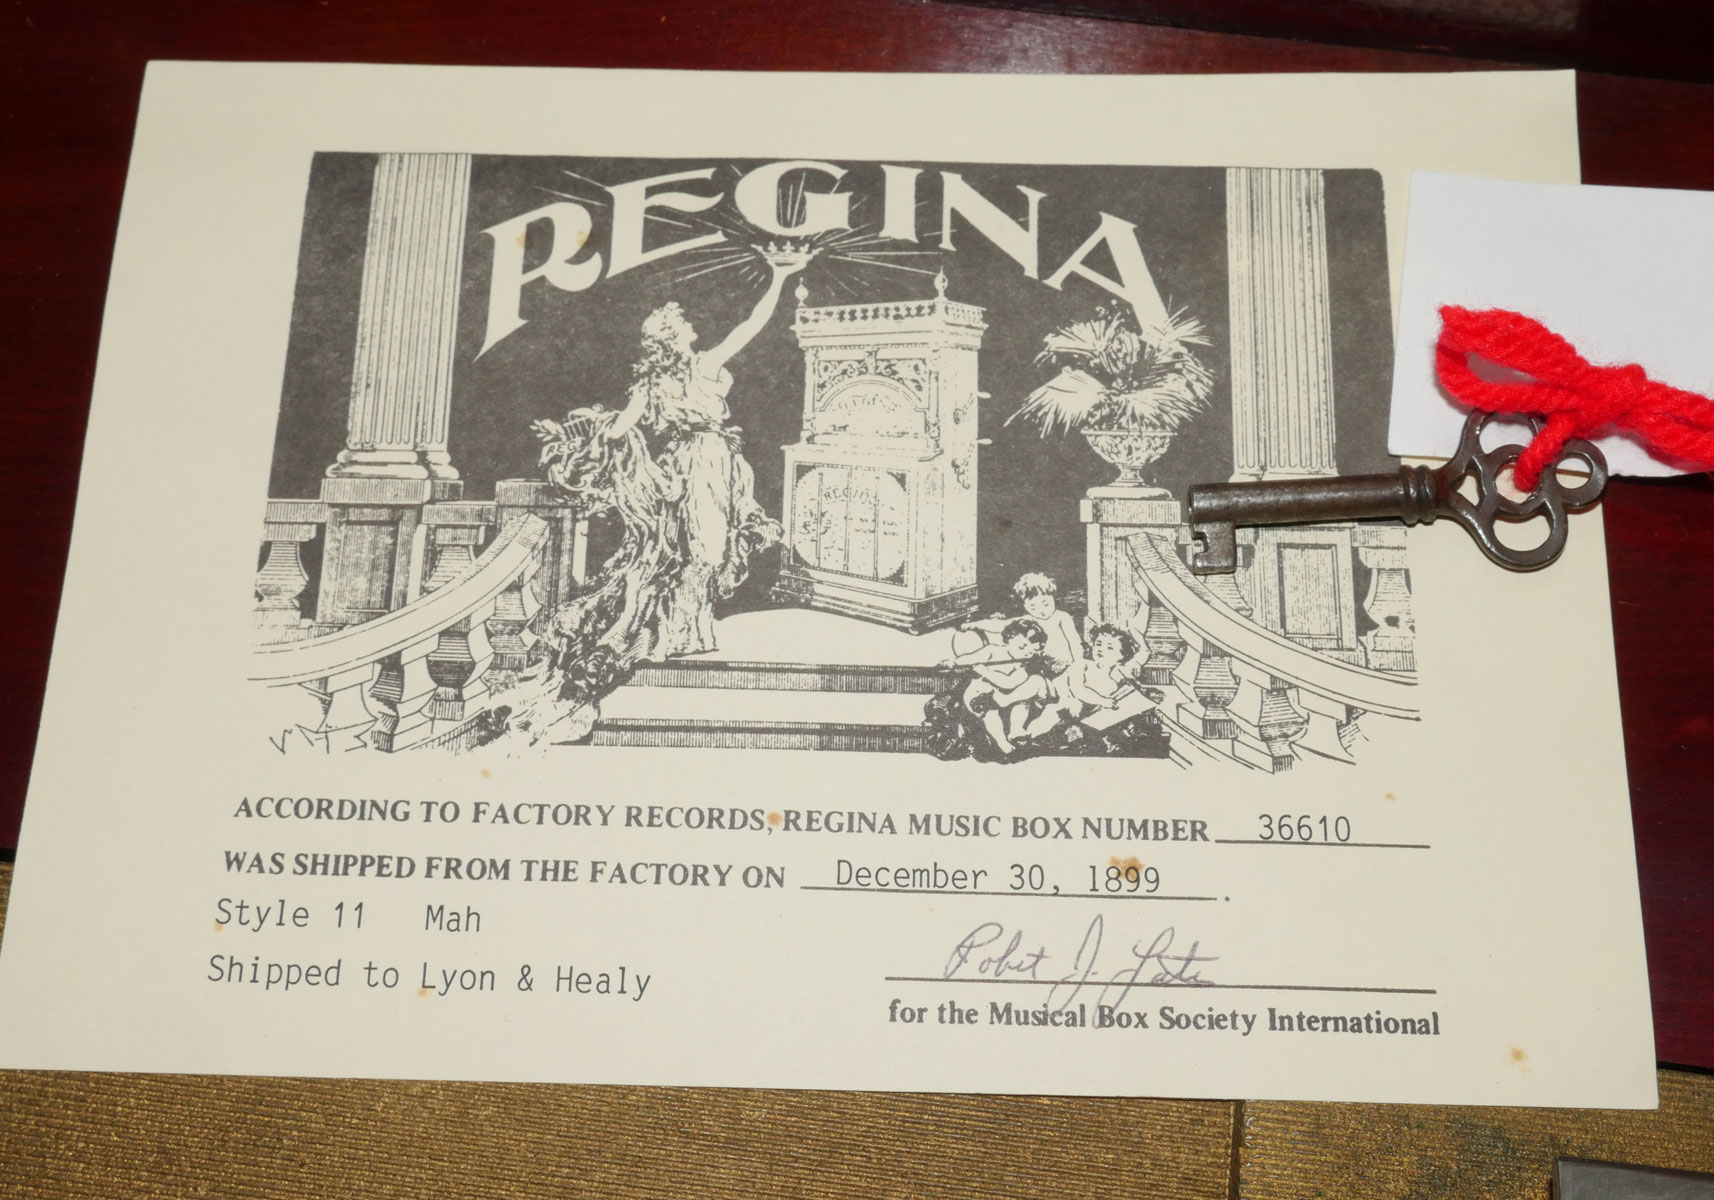 REGINA
ACCORDING TO FACTORY RECORDS, REGINA MUSIC BOX NUMBER 36610
WAS SHIPPED FROM THE FACTORY ON December 30, 1899.
Style 11 Mah
Shipped to Lyon & Healy
Robert J.
for the Musical Box Society International